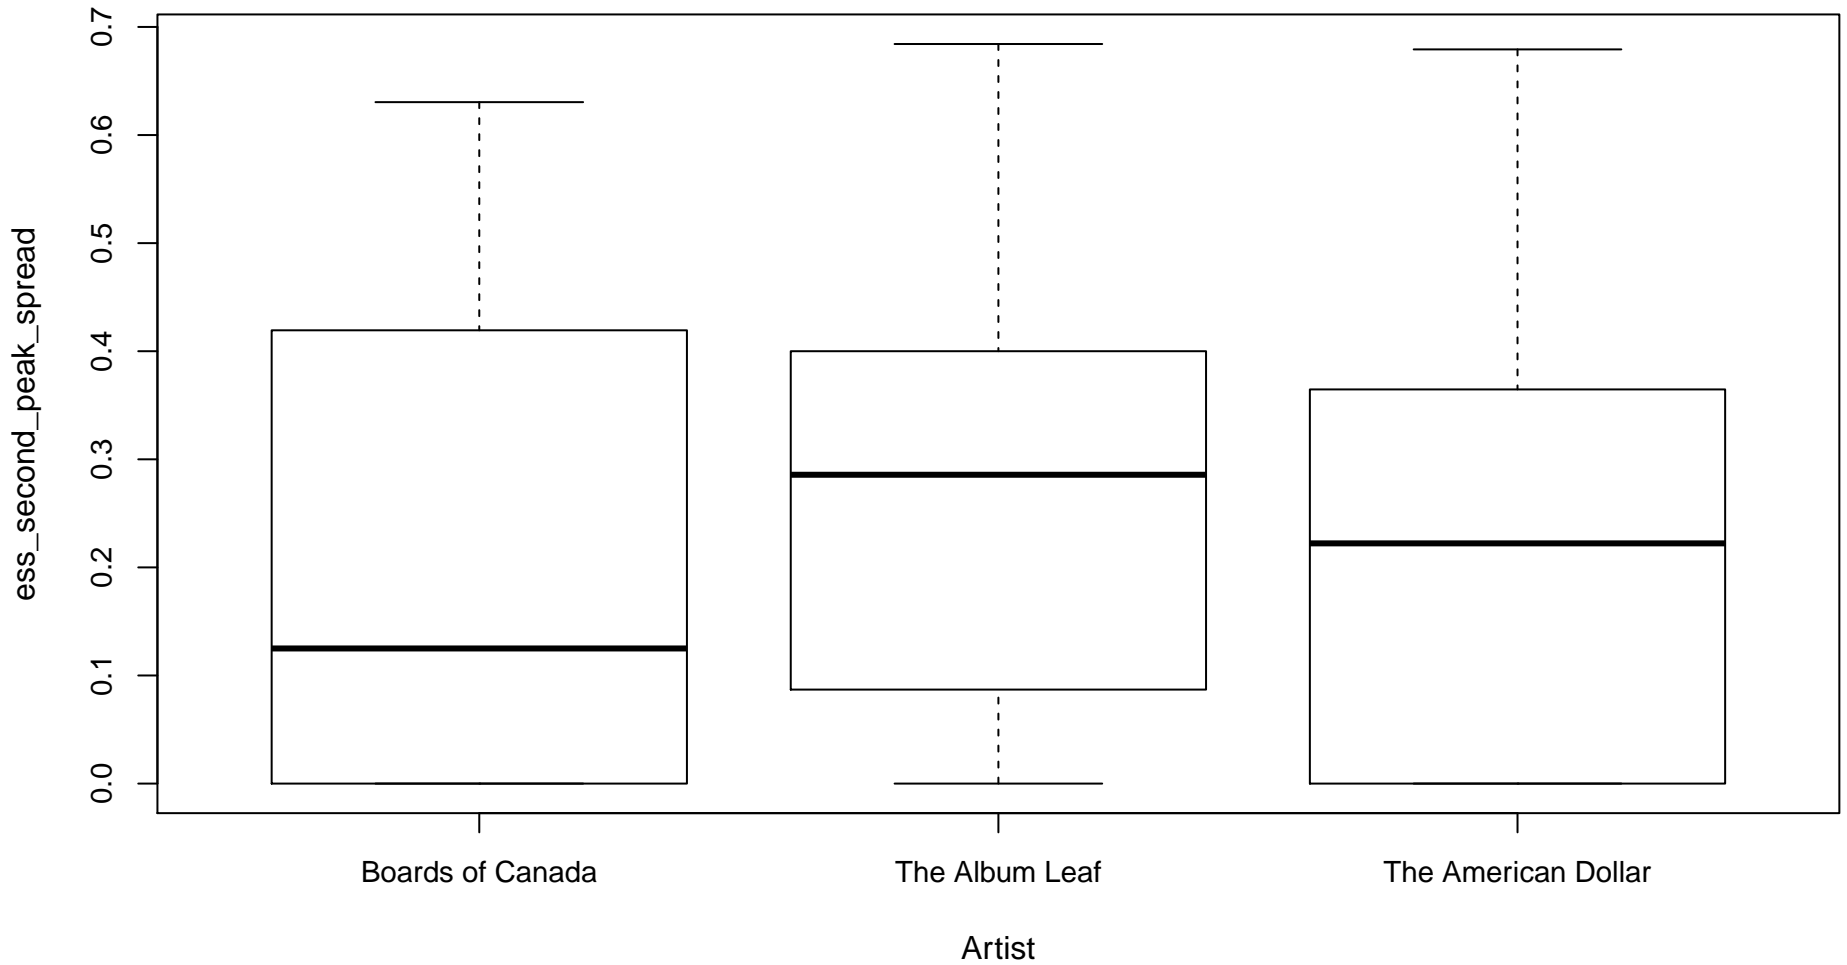 0.7
0.6
0.5
0.4
0.3
0.2
0.1
0.0
ess_second_peak_spread
Boards of Canada
The Album Leaf
The American Dollar
Artist